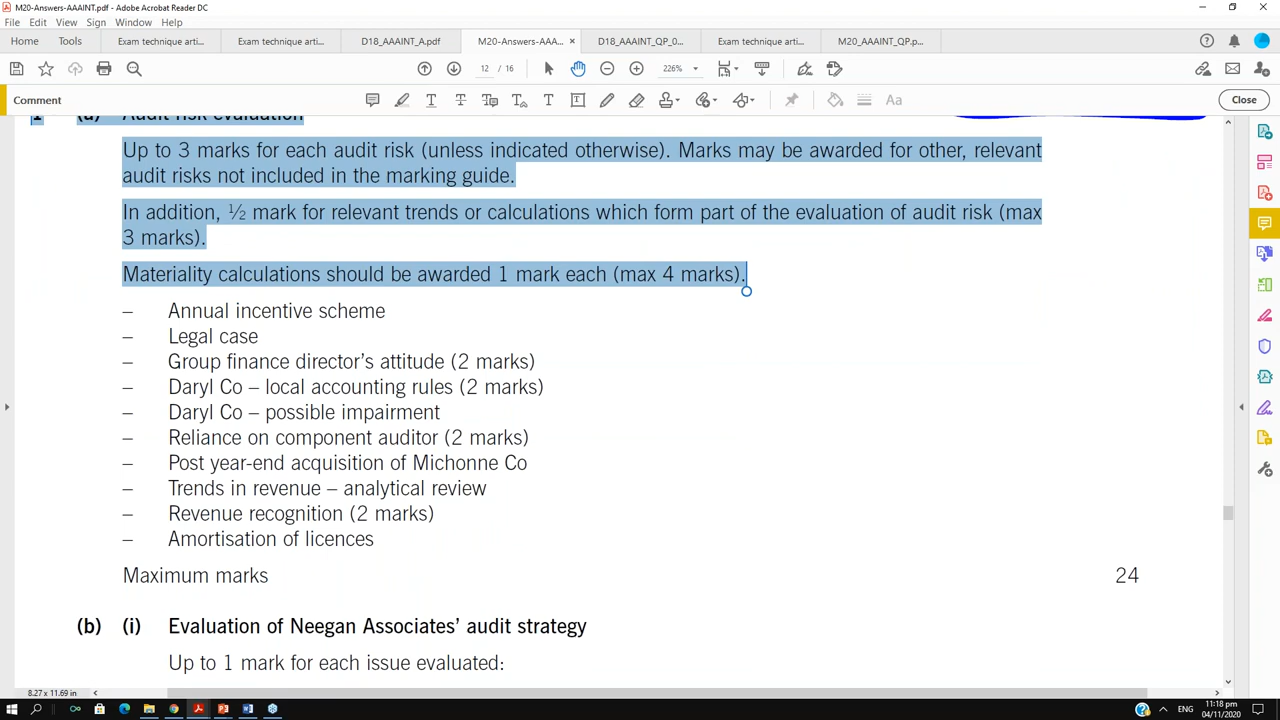 M20-Answers-AAAINT.pdf - Adobe Acrobat Reader DC
File Edit View Sign Window Help
Home Tools Exam technique arti... Exam technique arti... D18_AAAINT_A.pdf M20-Answers-AAA... × D18_AAAINT_QP_0... Exam technique arti... M20_AAAINT_QP.p...
12 / 16 226%
Comment Close
1 (a) Audit risk evaluation
Up to 3 marks for each audit risk (unless indicated otherwise). Marks may be awarded for other, relevant
audit risks not included in the marking guide.
In addition, ½ mark for relevant trends or calculations which form part of the evaluation of audit risk (max
3 marks).
Materiality calculations should be awarded 1 mark each (max 4 marks).
– Annual incentive scheme
– Legal case
– Group finance director's attitude (2 marks)
– Daryl Co – local accounting rules (2 marks)
– Daryl Co – possible impairment
– Reliance on component auditor (2 marks)
– Post year-end acquisition of Michonne Co
– Trends in revenue – analytical review
– Revenue recognition (2 marks)
– Amortisation of licences
Maximum marks 24
(b) (i) Evaluation of Neegan Associates' audit strategy
Up to 1 mark for each issue evaluated:
8.27 x 11.69 in
ENG 11:18 pm
04/11/2020